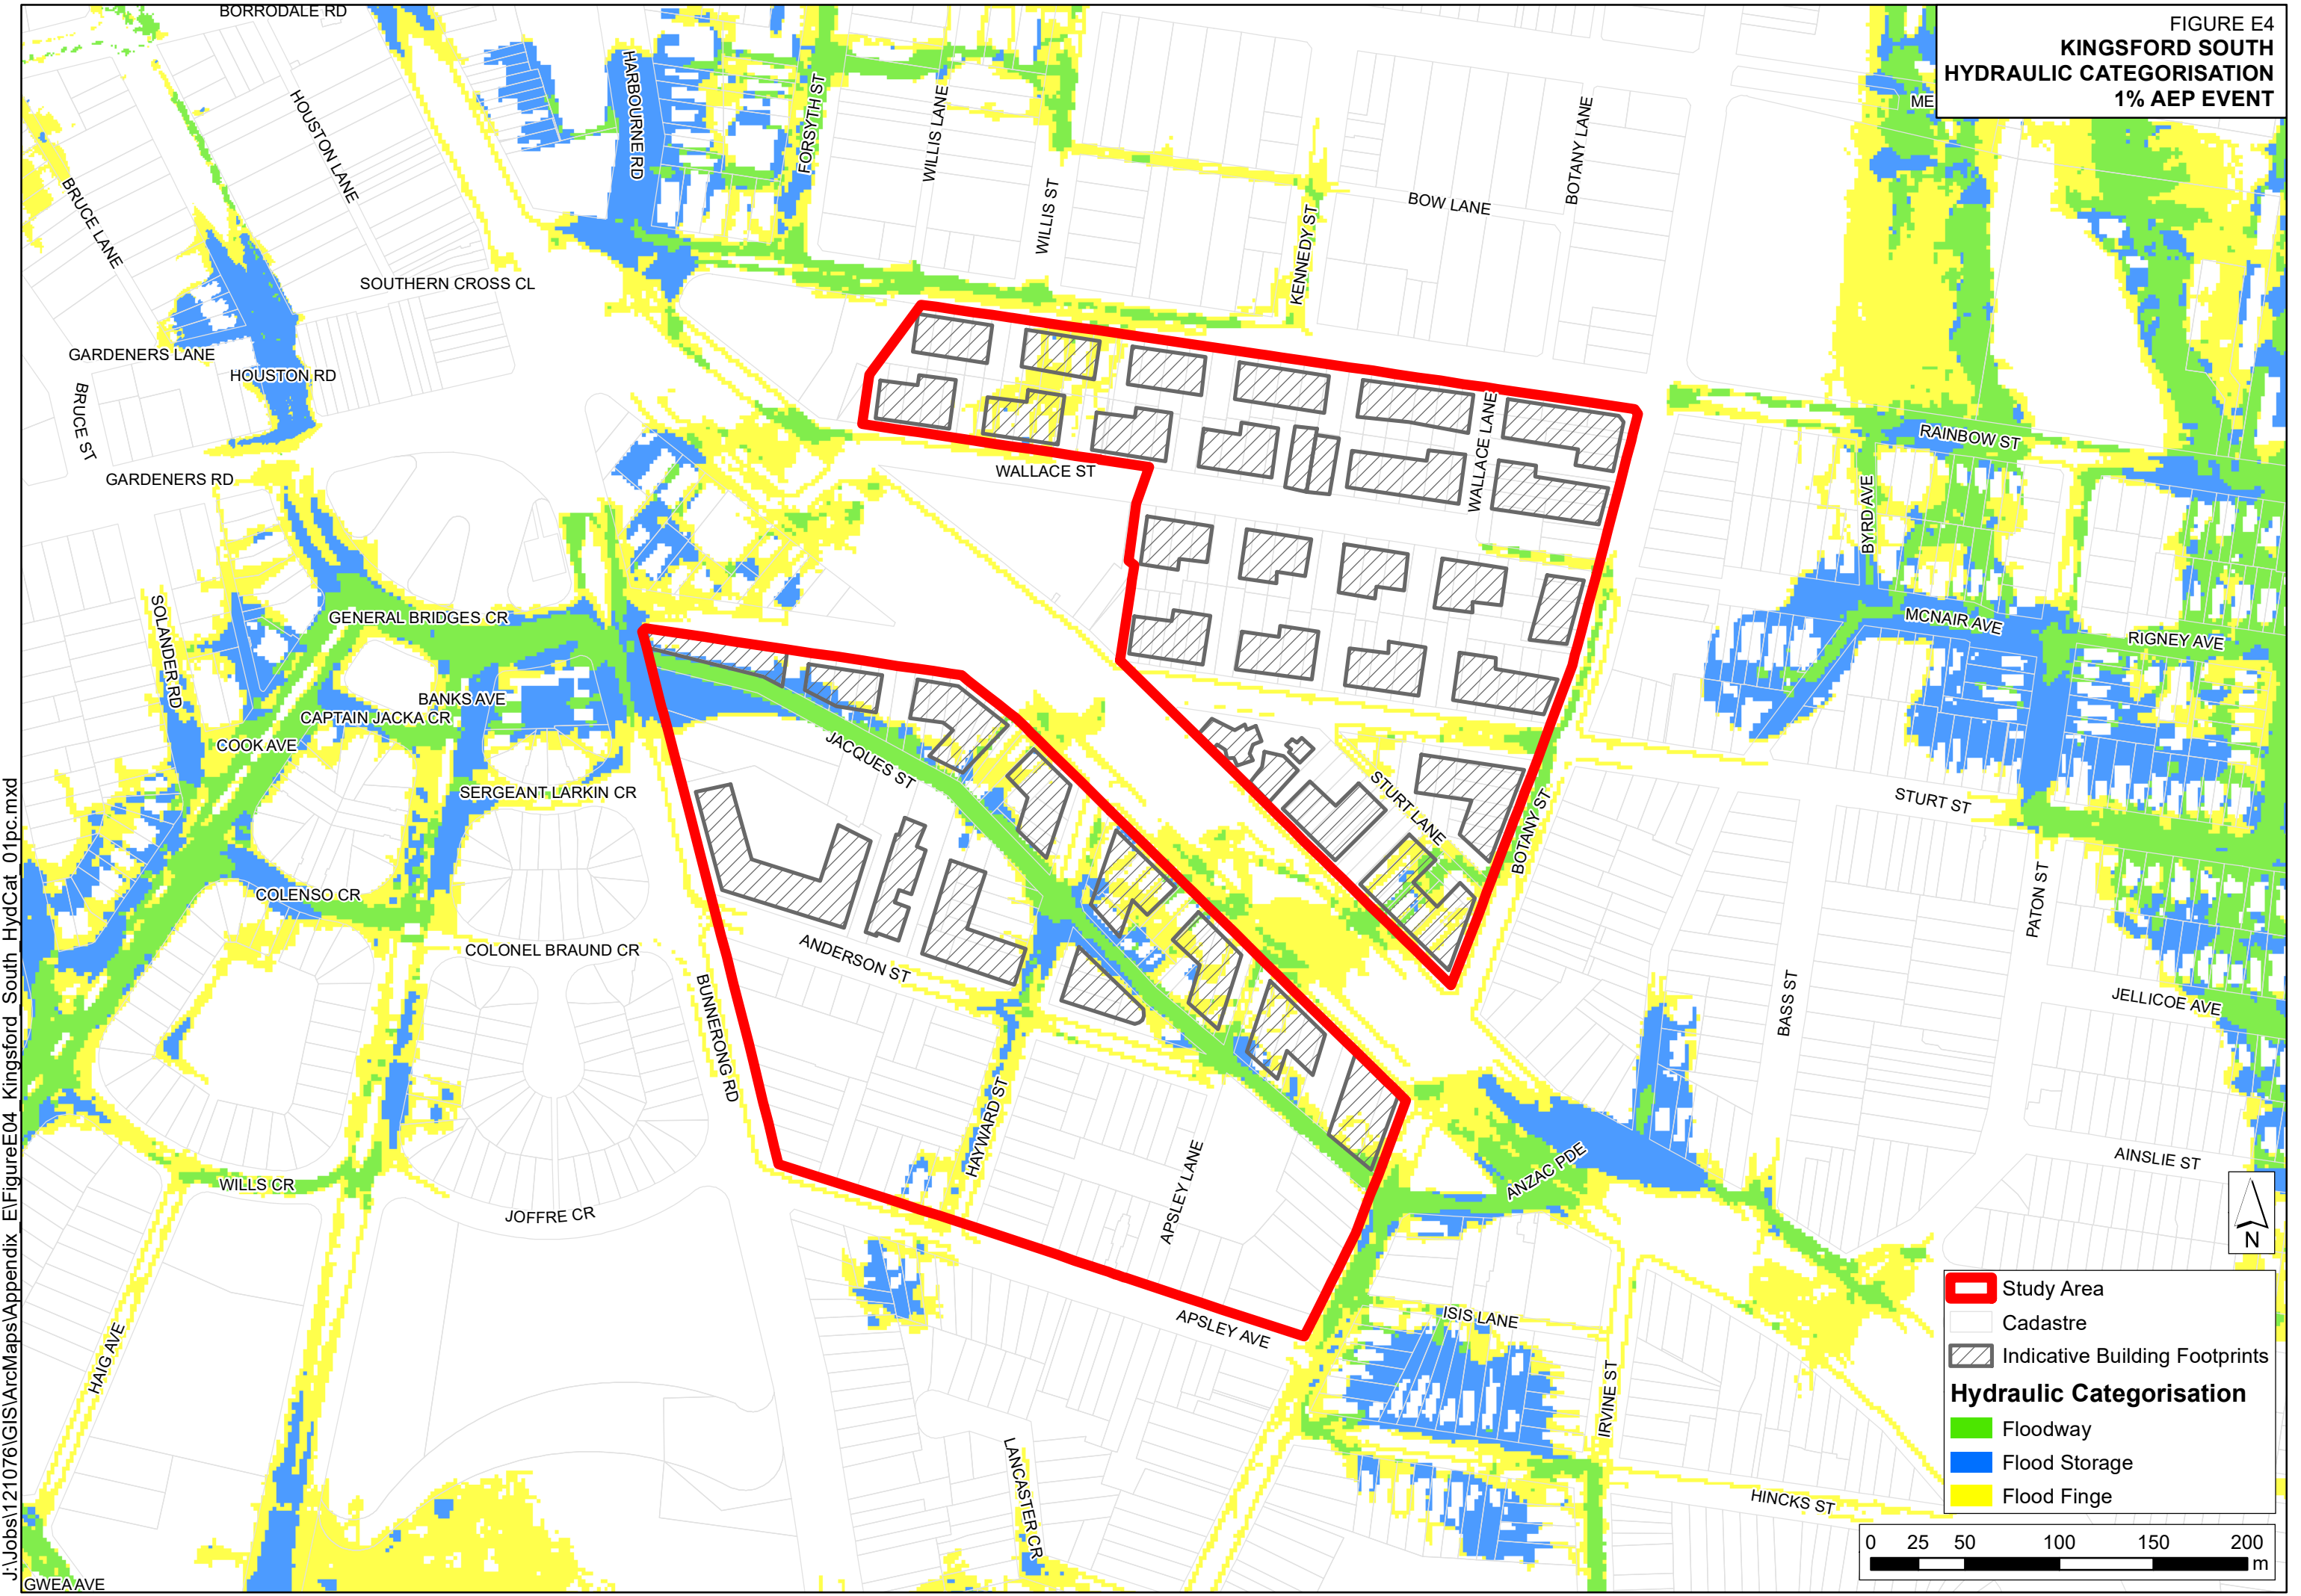 FIGURE E4
KINGSFORD SOUTH
HYDRAULIC CATEGORISATION
1% AEP EVENT
BORRODALE RD
HOUSTON LANE
HARBOURNE RD
FORSYTH ST
WILLIS LANE
WILLIS ST
KENNEDY ST
BOW LANE
BOTANY LANE
ME
BRUCE LANE
SOUTHERN CROSS CL
GARDENERS LANE
HOUSTON RD
BRUCE ST
GARDENERS RD
WALLACE ST
WALLACE LANE
RAINBOW ST
BYRD AVE
MCNAIR AVE
RIGNEY AVE
SOLANDER RD
GENERAL BRIDGES CR
BANKS AVE
CAPTAIN JACKA CR
COOK AVE
JACQUES ST
SERGEANT LARKIN CR
STURT LANE
BOTANY ST
STURT ST
COLENSO CR
COLONEL BRAUND CR
ANDERSON ST
PATON ST
BUNNERONG RD
BASS ST
JELLICOE AVE
HAYWARD ST
APSLEY LANE
ANZAC PDE
AINSLIE ST
WILLS CR
JOFFRE CR
APSLEY AVE
ISIS LANE
HAIG AVE
IRVINE ST
LANCASTER CR
HINCKS ST
GWEA AVE
N
Study Area
Cadastre
Indicative Building Footprints
Hydraulic Categorisation
Floodway
Flood Storage
Flood Finge
0 25 50 100 150 200
m
J:\Jobs\121076\GIS\ArcMaps\Appendix_E\FigureE04_Kingsford_South_HydCat_01pc.mxd